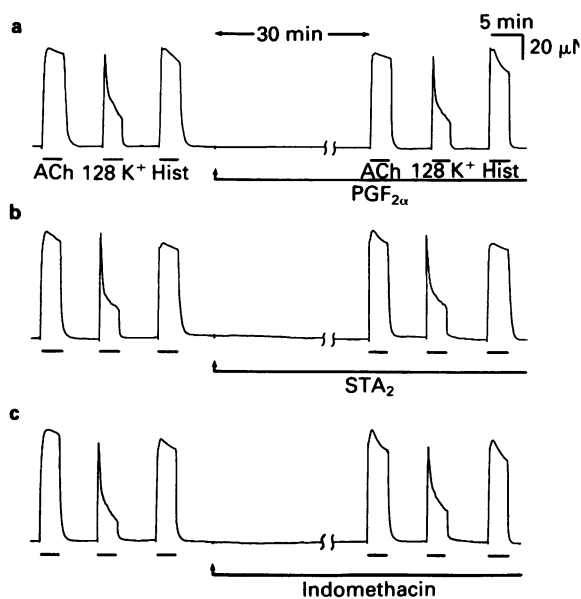 a
30 min
5 min
20 µN
ACh 128 K⁺ Hist
ACh 128 K⁺ Hist
PGF₂α
b
STA₂
c
Indomethacin